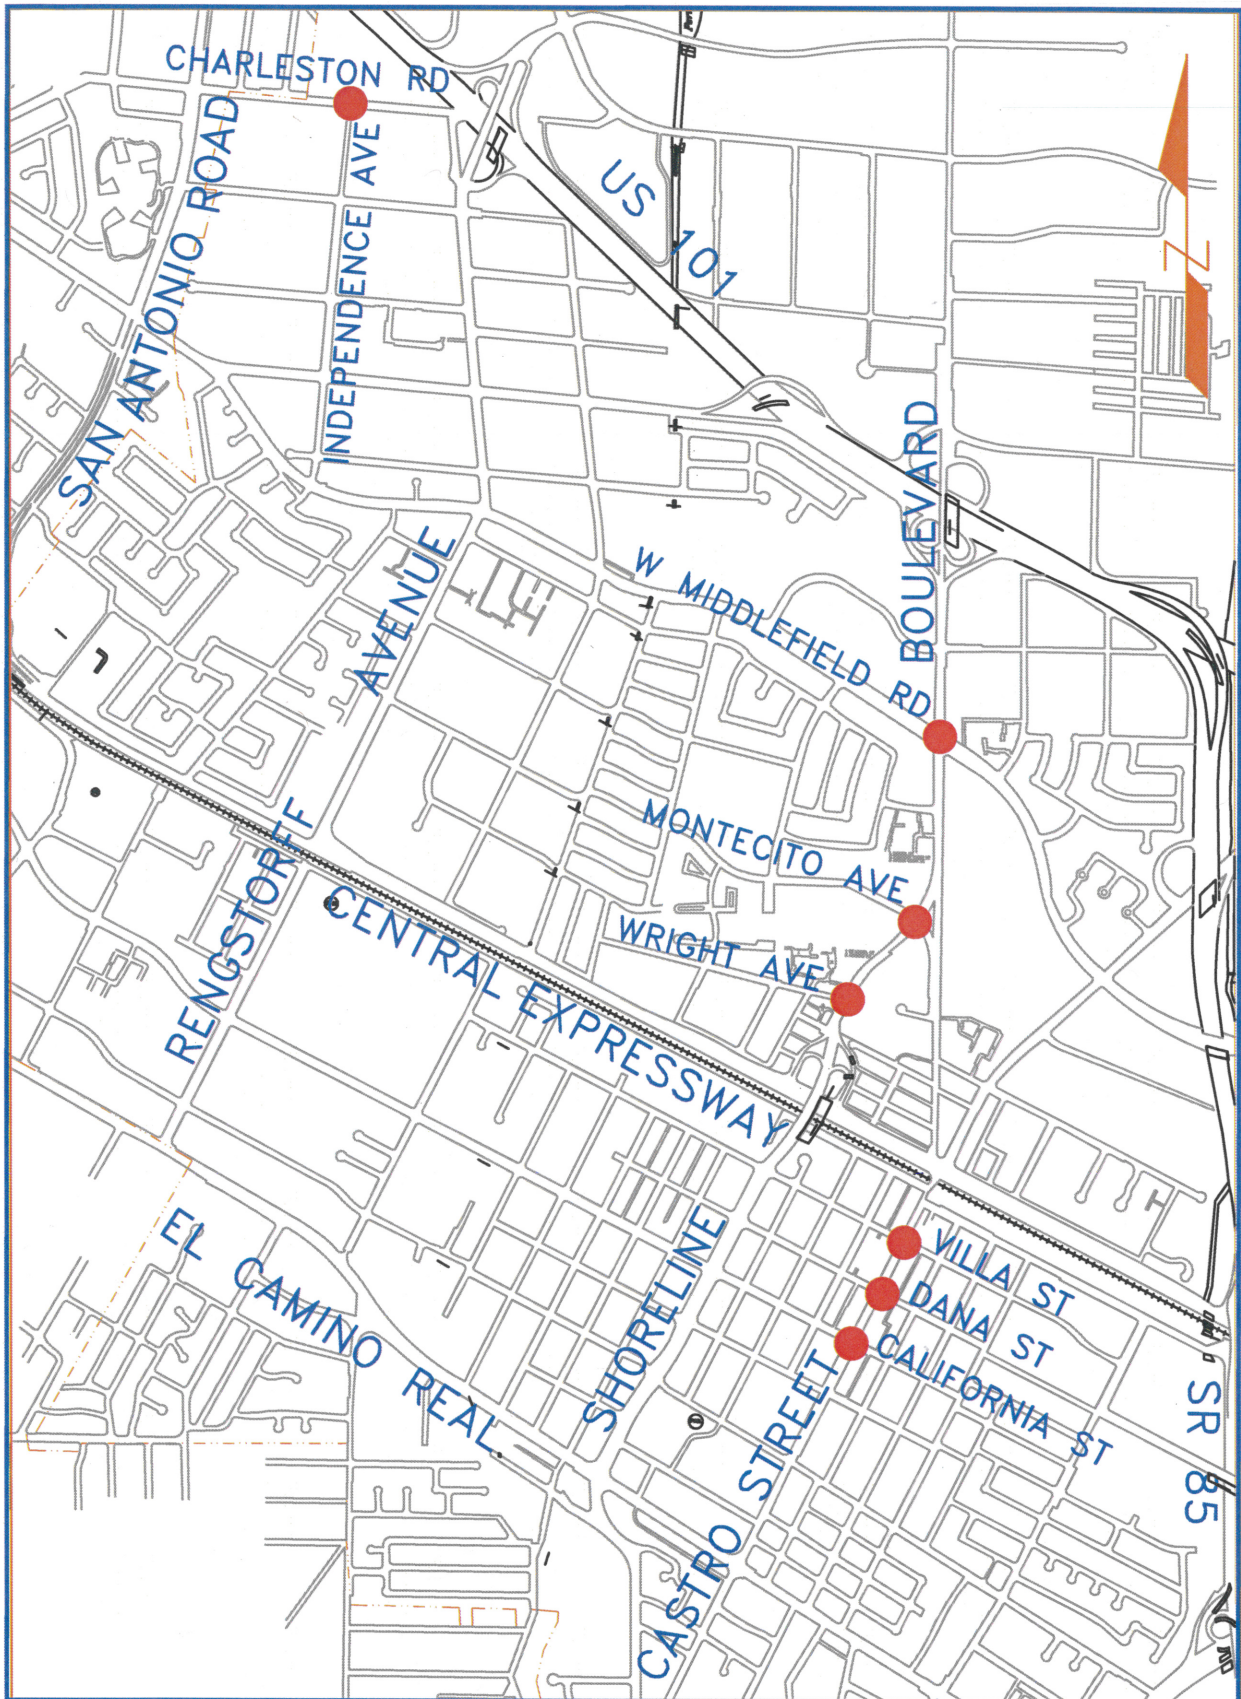 CHARLESTON RD
SAN ANTONIO ROAD
INDEPENDENCE AVE
US 101
N
BOULEVARD
W MIDDLEFIELD RD
AVENUE
RENGSTORFF
MONTECITO AVE
WRIGHT AVE
CENTRAL EXPRESSWAY
SHORELINE
VILLA ST
DANA ST
CALIFORNIA ST
EL CAMINO REAL
CASTRO STREET
SR 85